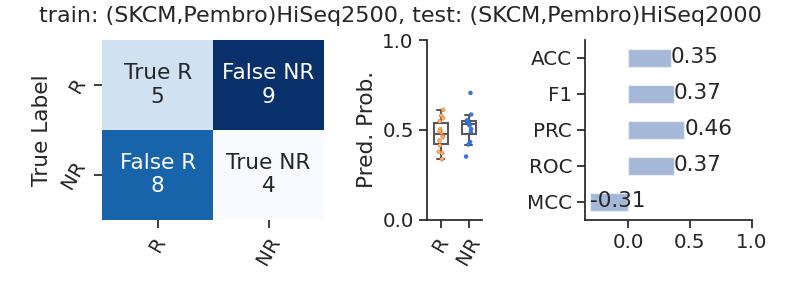 train: (SKCM,Pembro)HiSeq2500, test: (SKCM,Pembro)HiSeq2000
True Label
R
NR
True R
5
False NR
9
False R
8
True NR
4
R
NR
Pred. Prob.
1.0
0.5
0.0
R
NR
ACC
0.35
F1
0.37
PRC
0.46
ROC
0.37
MCC
-0.31
0.0
0.5
1.0